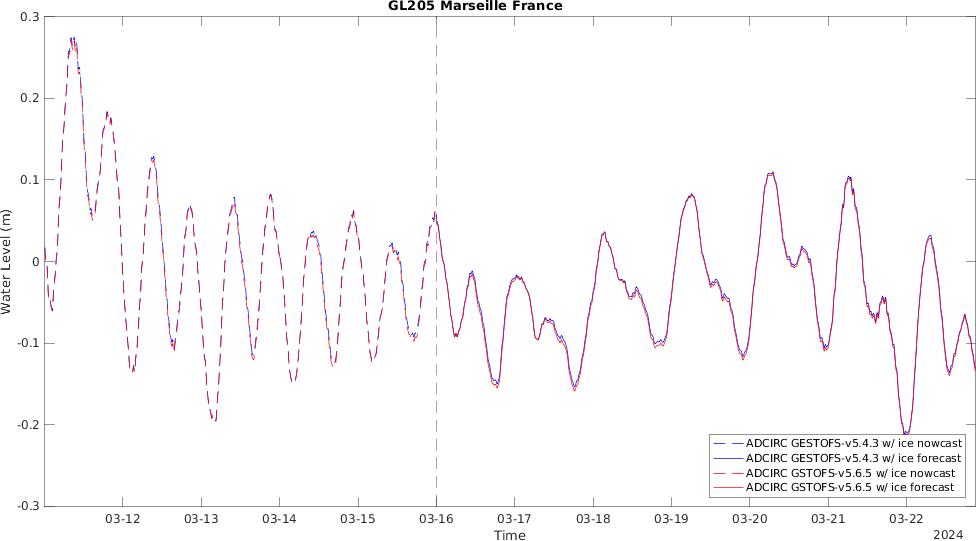 GL205 Marseille France
0.3
0.2
0.1
0
-0.1
-0.2
-0.3
Water Level (m)
ADCIRC GESTOFS-v5.4.3 w/ ice nowcast
ADCIRC GESTOFS-v5.4.3 w/ ice forecast
ADCIRC GSTOFS-v5.6.5 w/ ice nowcast
ADCIRC GSTOFS-v5.6.5 w/ ice forecast
03-12 03-13 03-14 03-15 03-16 03-17 03-18 03-19 03-20 03-21 03-22
Time
2024